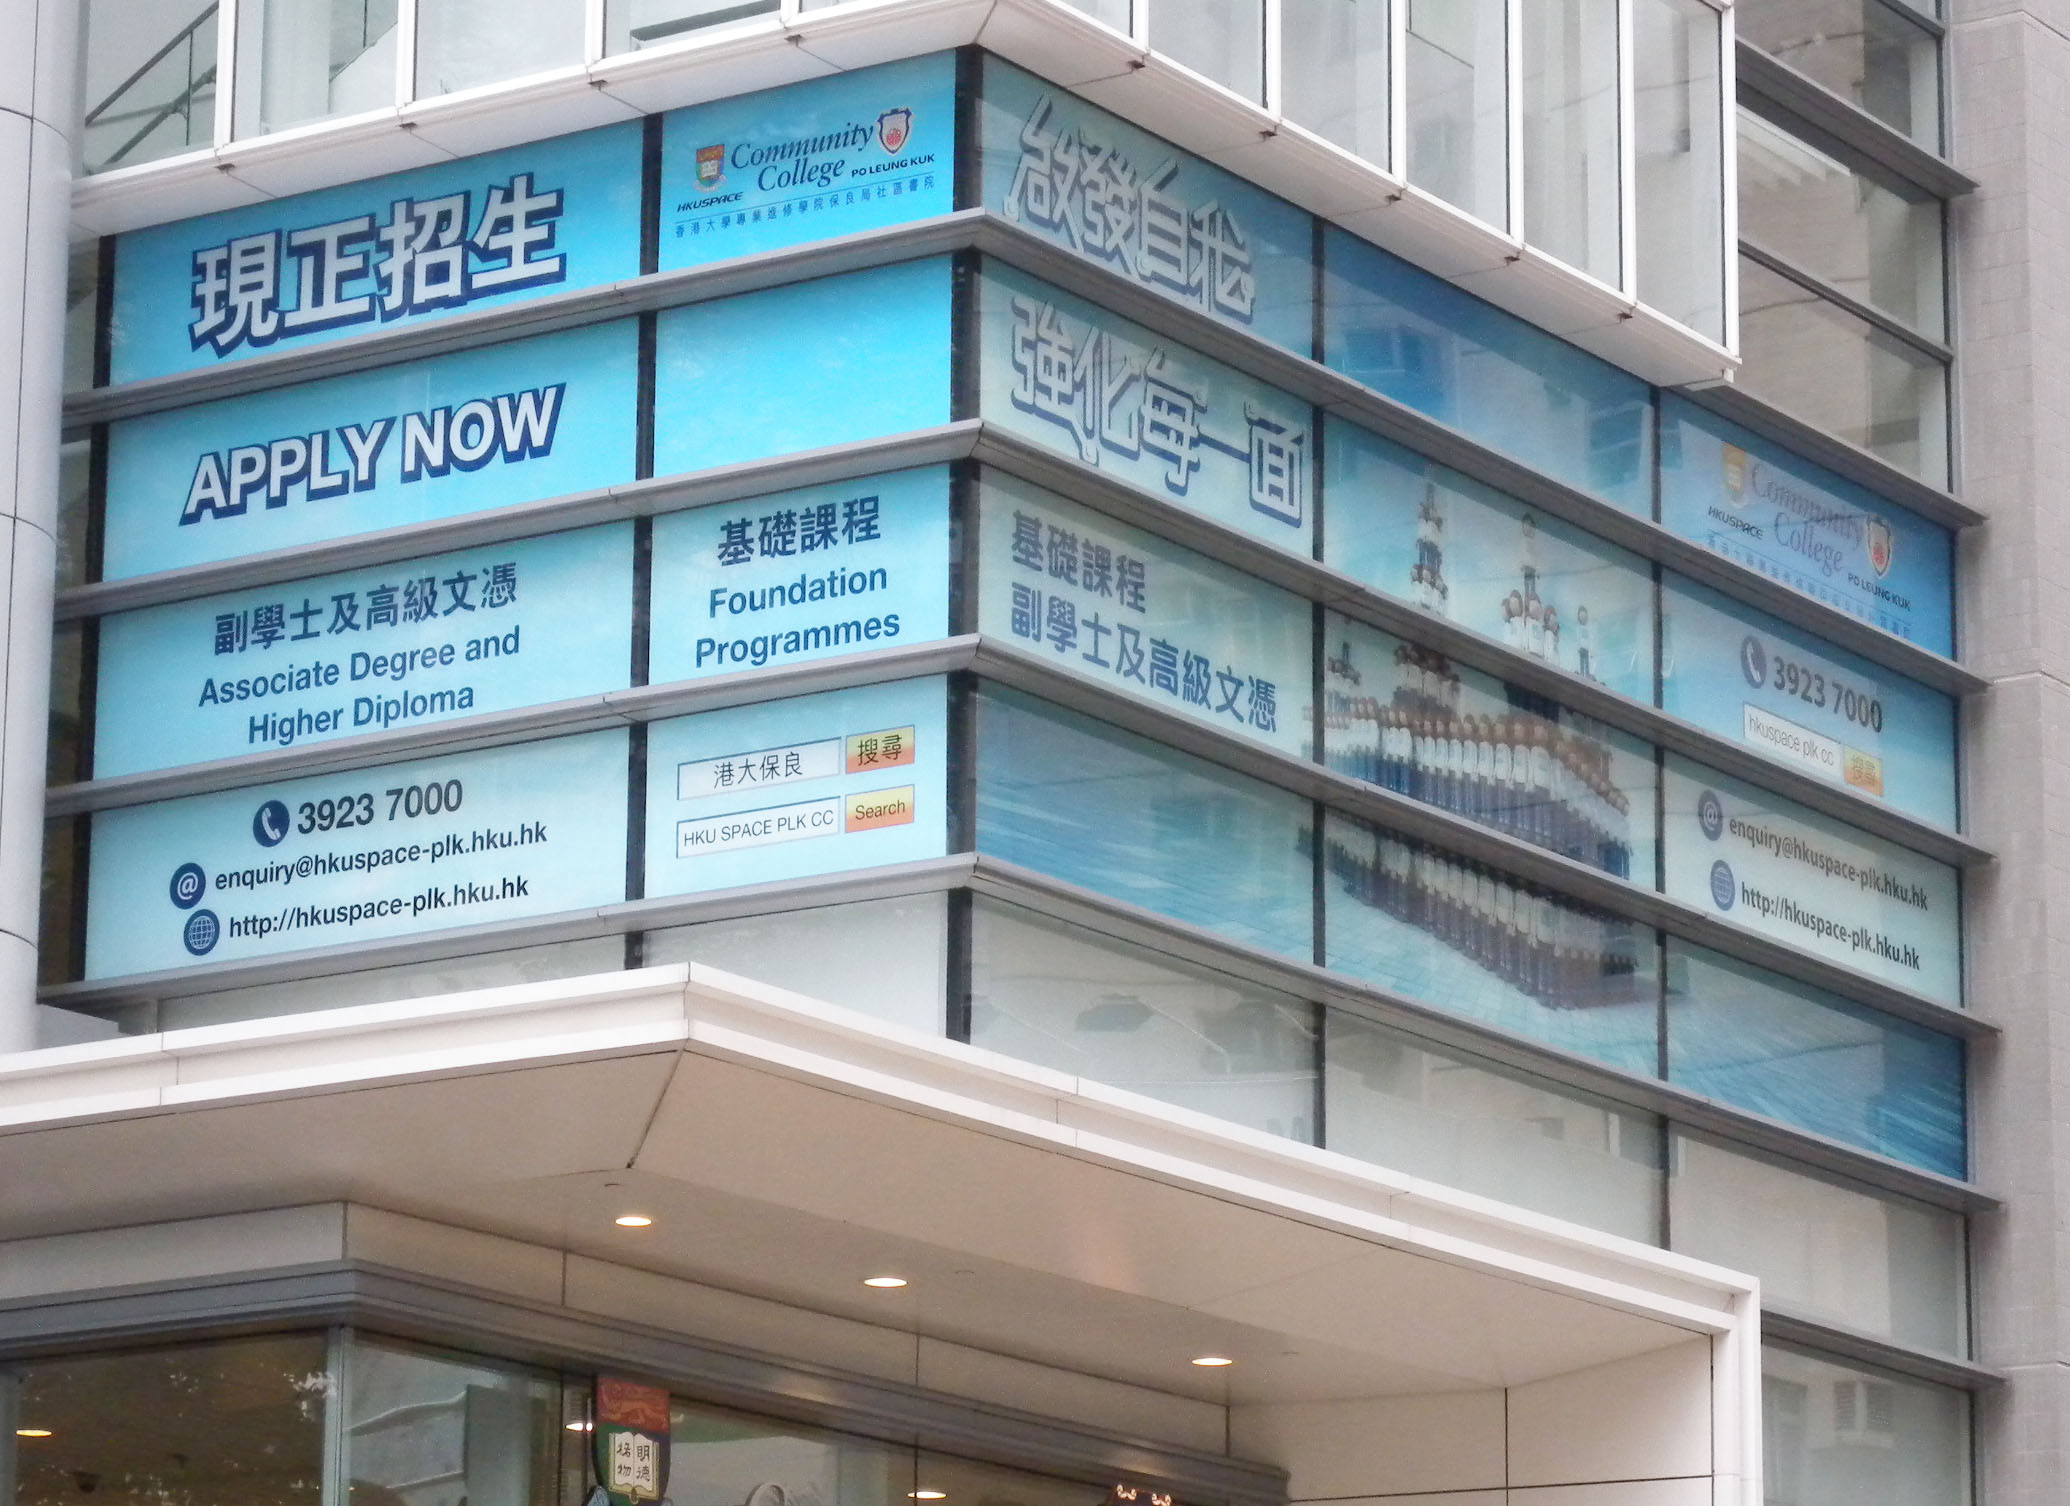 現正招生
APPLY NOW
副學士及高級文憑
Associate Degree and
Higher Diploma
3923 7000
@ enquiry@hkuspace-plk.hku.hk
http://hkuspace-plk.hku.hk
Community
College
HKUSPACE
PO LEUNG KUK
香港大學專業進修學院保良局社區書院
基礎課程
Foundation
Programmes
港大保良 搜尋
HKU SPACE PLK CC Search
啟發自我
強化每一面
基礎課程
副學士及高級文憑
Community
College
HKUSPACE
PO LEUNG KUK
3923 7000
hkuspace plk cc 搜尋
@ enquiry@hkuspace-plk.hku.hk
http://hkuspace-plk.hku.hk
明德
格物